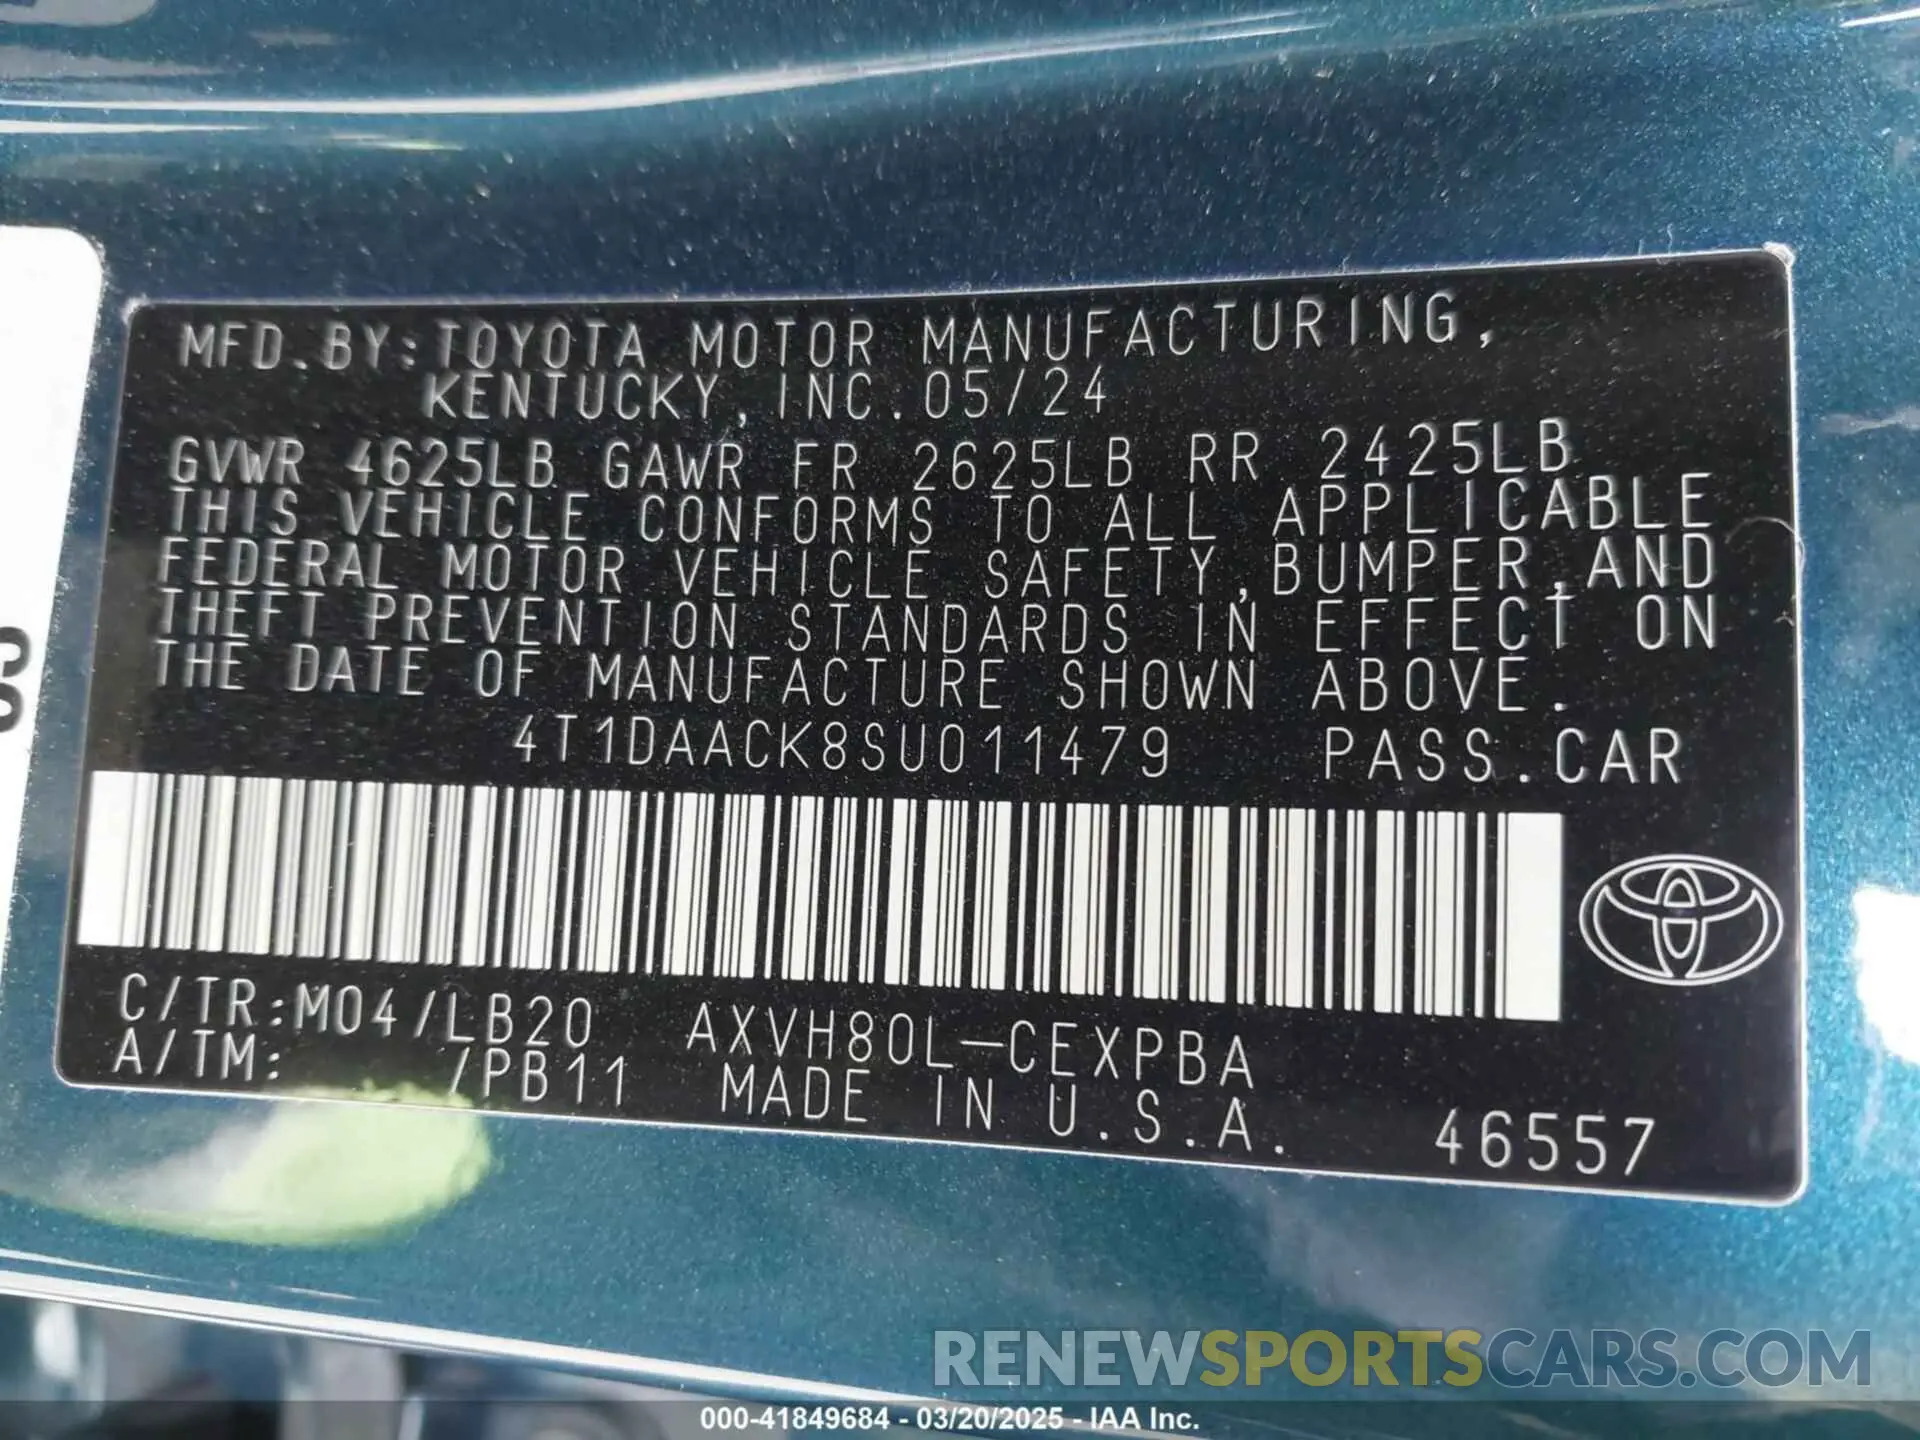 MFD.BY:TOYOTA MOTOR MANUFACTURING,
KENTUCKY,INC.05/24
GVWR 4625LB GAWR FR 2625LB RR 2425LB
THIS VEHICLE CONFORMS TO ALL APPLICABLE
FEDERAL MOTOR VEHICLE SAFETY,BUMPER,AND
THEFT PREVENTION STANDARDS IN EFFECT ON
THE DATE OF MANUFACTURE SHOWN ABOVE.
4T1DAACK8SU011479 PASS.CAR
C/TR:M04/LB20 AXVH80L-CEXPBA
A/TM: /PB11 MADE IN U.S.A. 46557
RENEWSPORTSCARS.COM
000-41849684 - 03/20/2025 - IAA Inc.